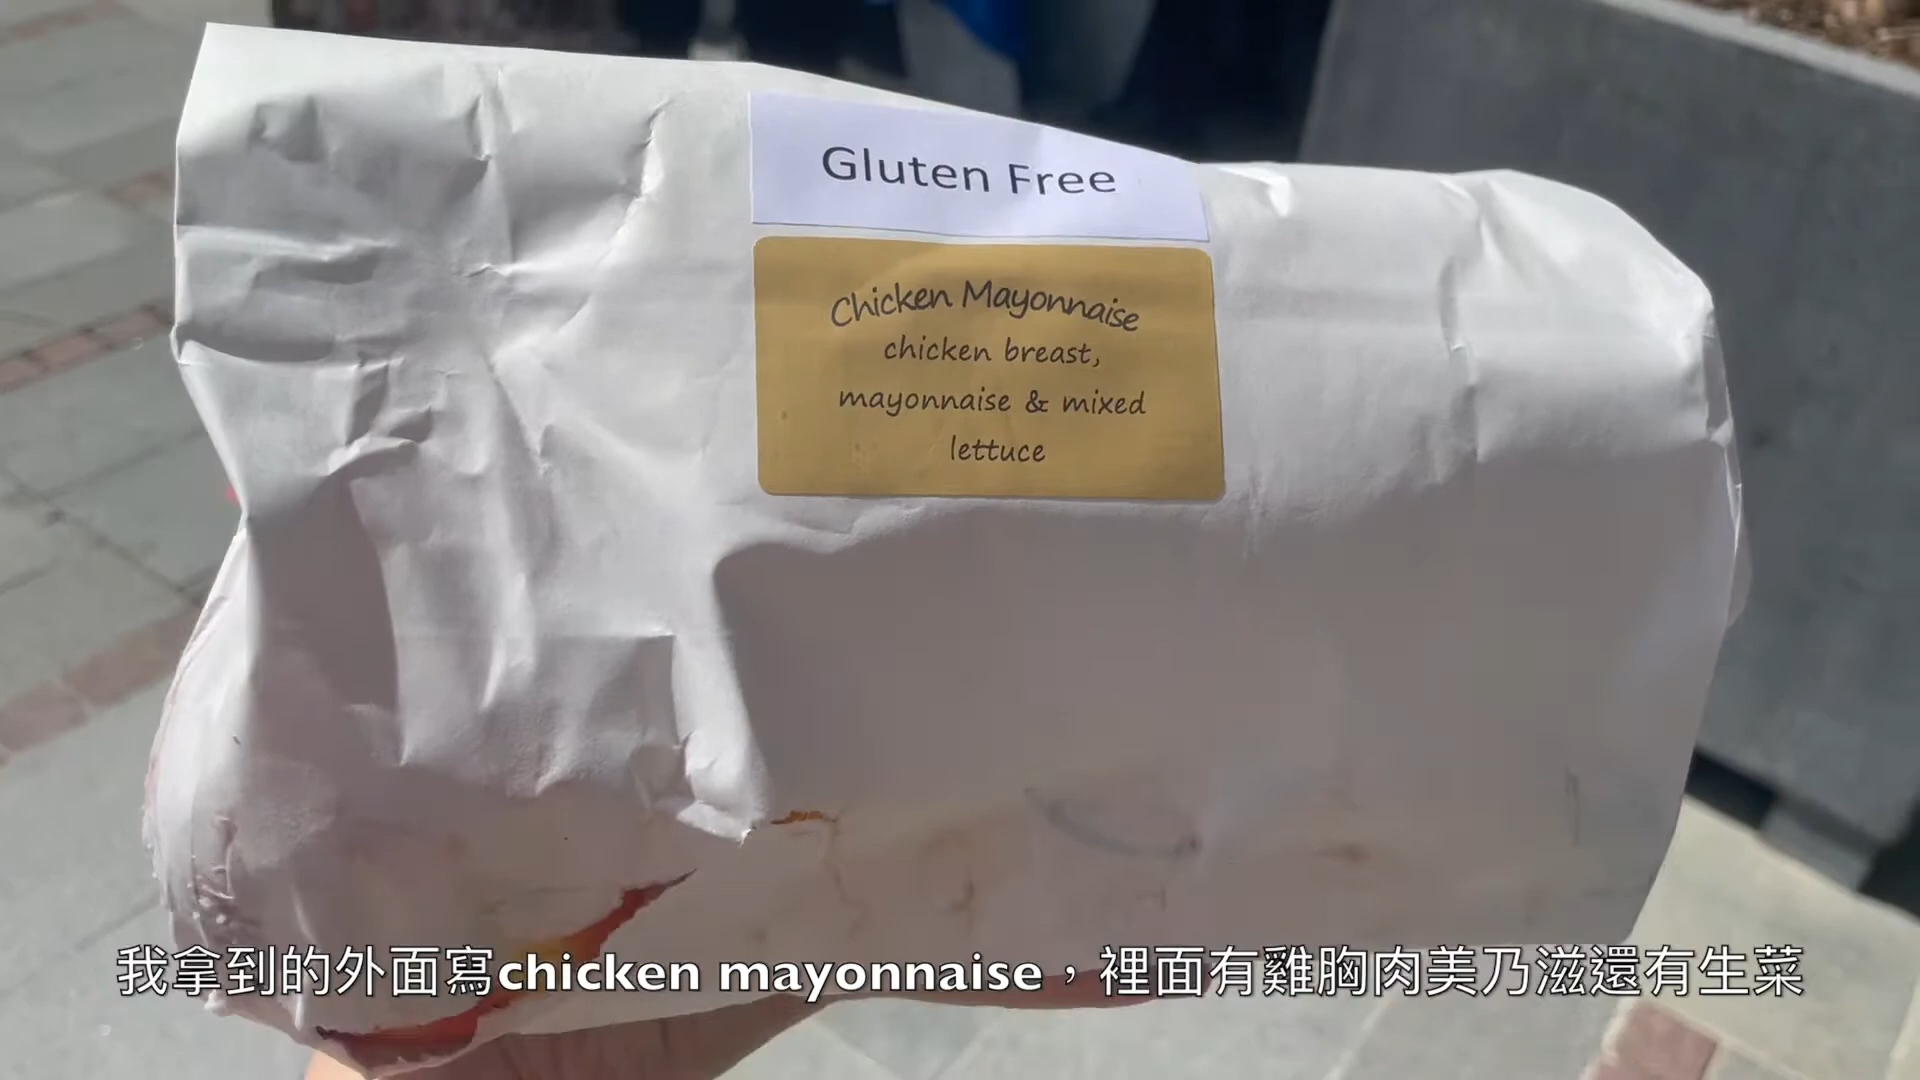 Gluten Free
Chicken Mayonnaise
chicken breast,
mayonnaise & mixed
lettuce
我拿到的外面寫chicken mayonnaise，裡面有雞胸肉美乃滋還有生菜